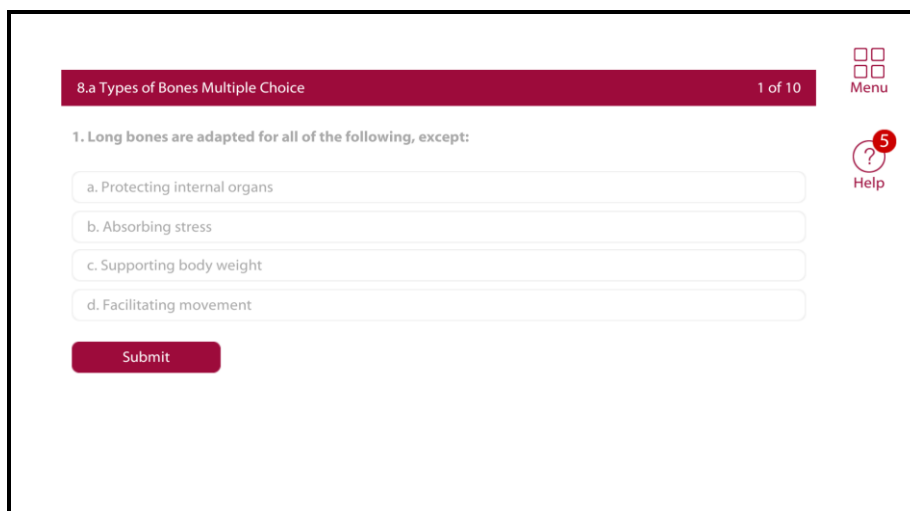 8.a Types of Bones Multiple Choice 1 of 10
Menu
1. Long bones are adapted for all of the following, except:
5
?
Help
a. Protecting internal organs
b. Absorbing stress
c. Supporting body weight
d. Facilitating movement
Submit